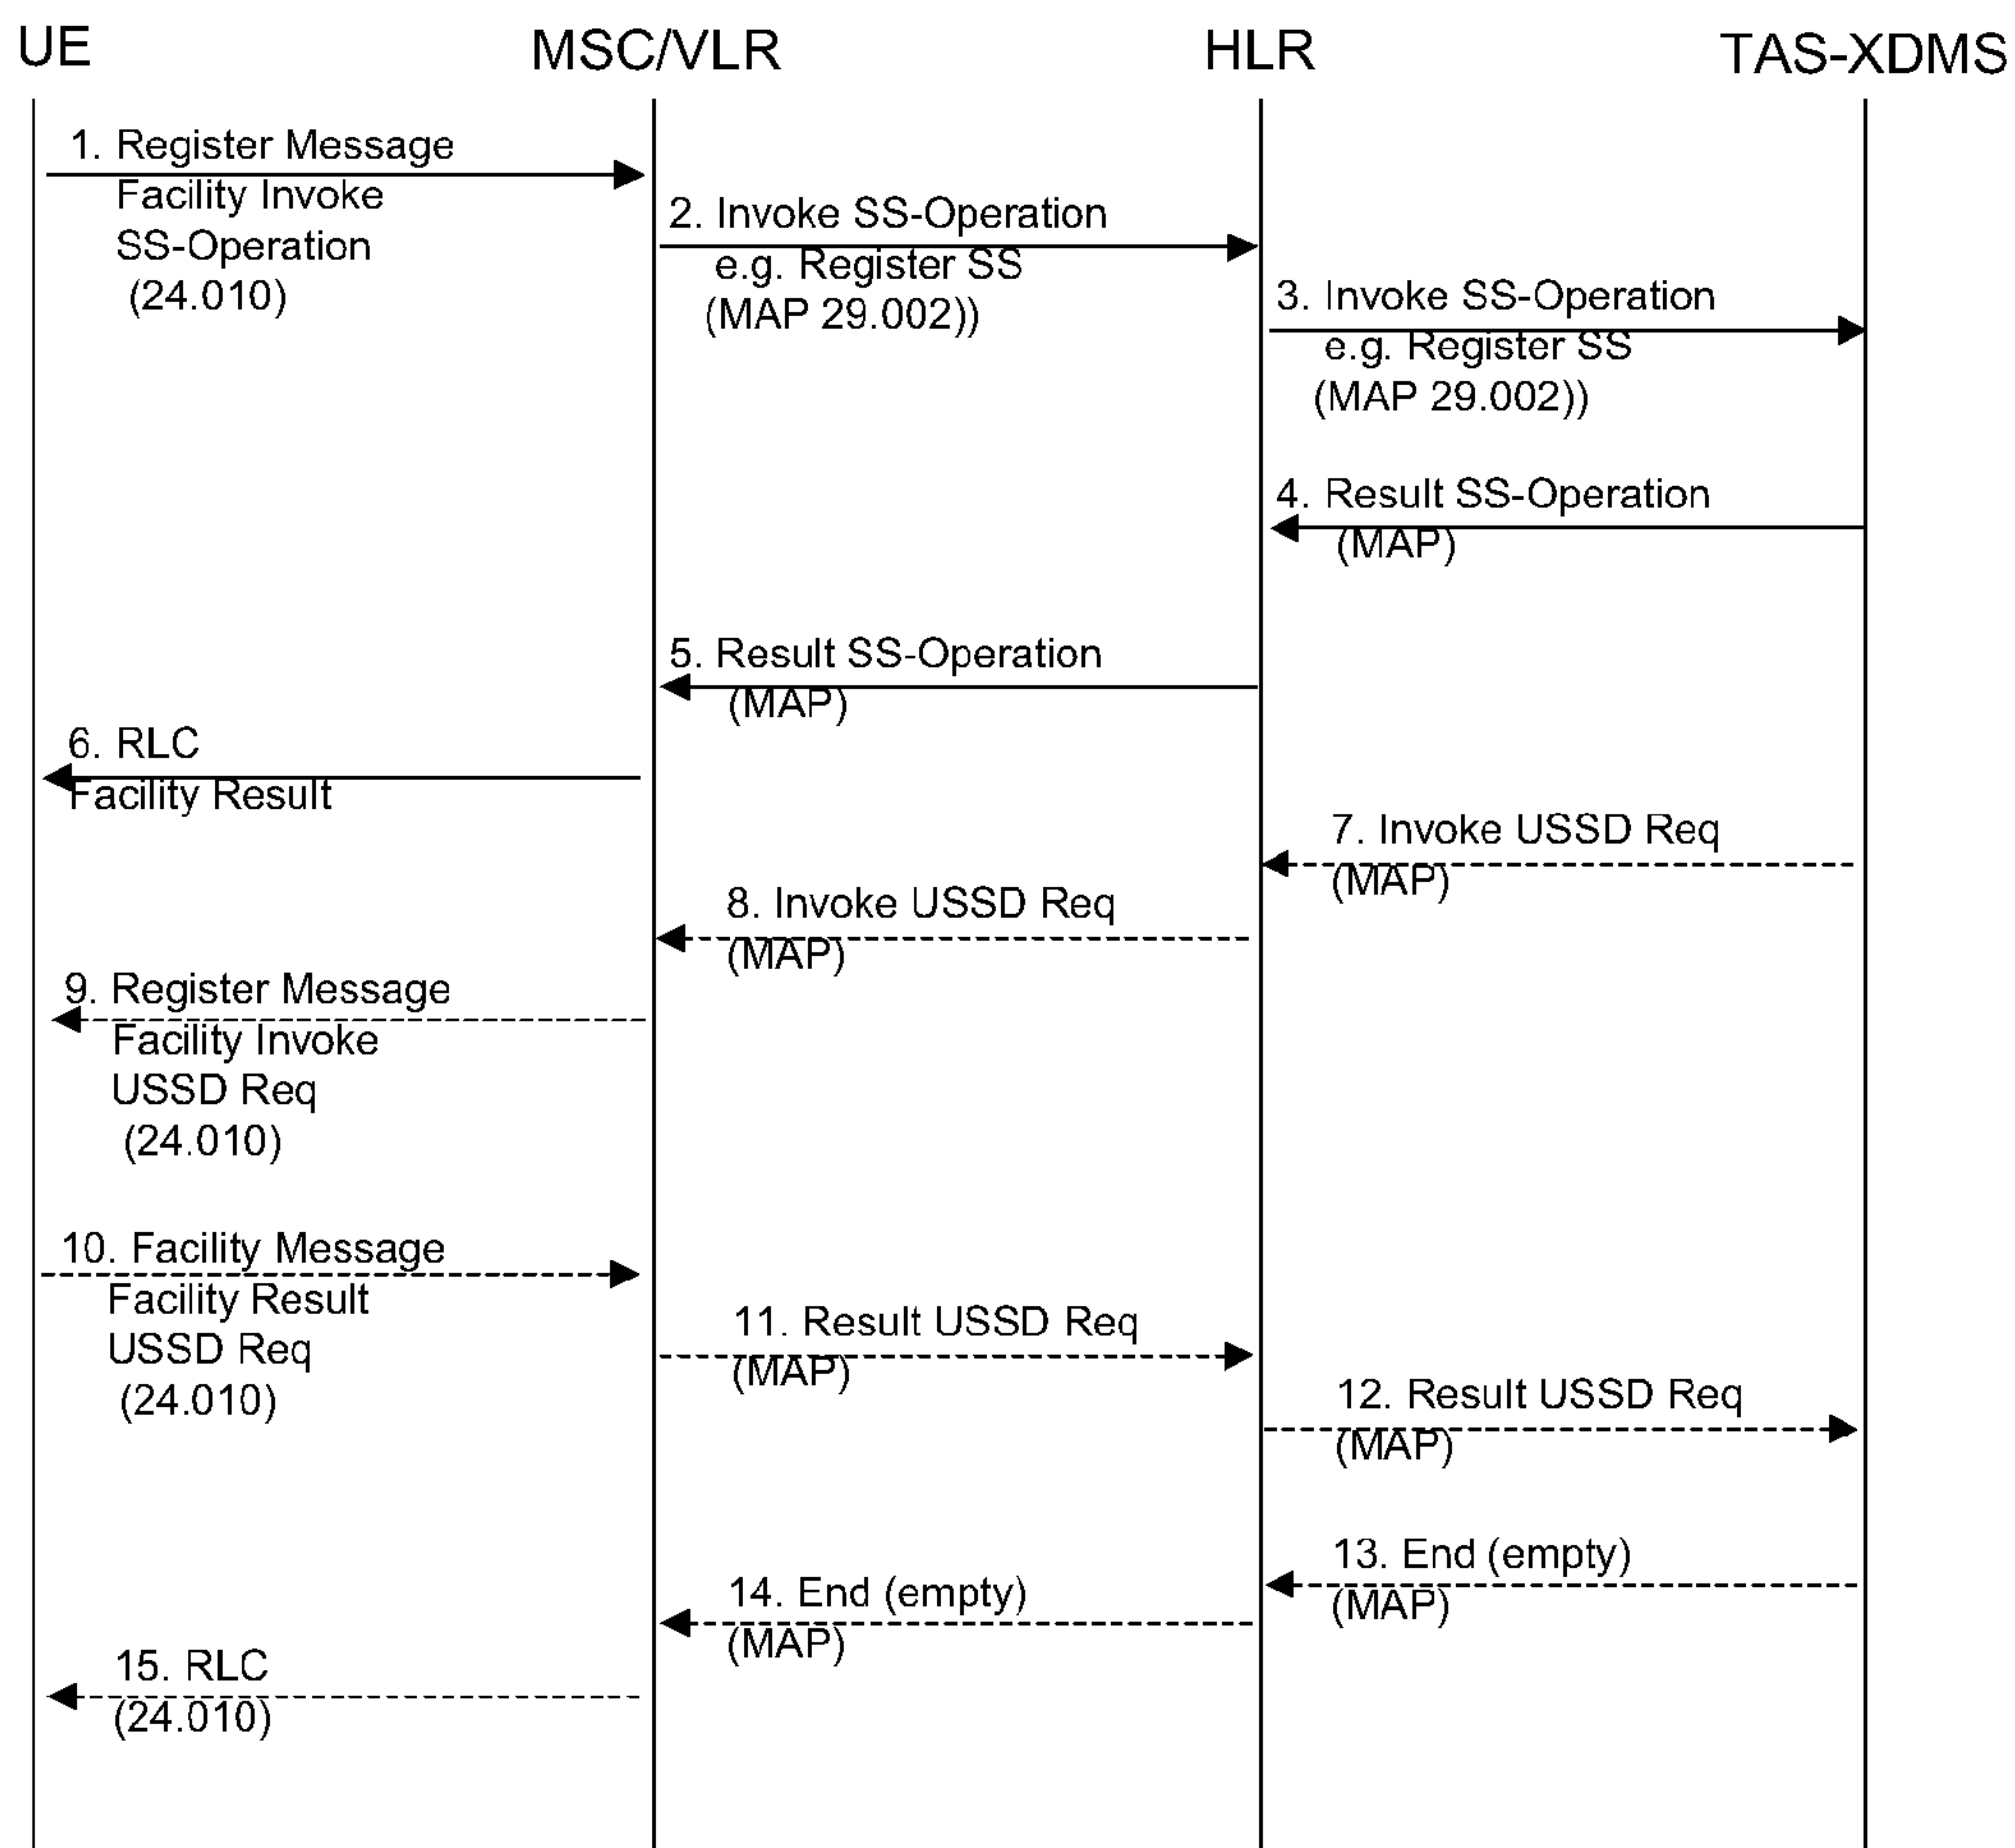 UE
MSC/VLR
HLR
TAS-XDMS
1. Register Message
Facility Invoke
SS-Operation
(24.010)
2. Invoke SS-Operation
e.g. Register SS
(MAP 29.002))
3. Invoke SS-Operation
e.g. Register SS
(MAP 29.002))
4. Result SS-Operation
(MAP)
5. Result SS-Operation
(MAP)
6. RLC
Facility Result
7. Invoke USSD Req
(MAP)
8. Invoke USSD Req
(MAP)
9. Register Message
Facility Invoke
USSD Req
(24.010)
10. Facility Message
Facility Result
USSD Req
(24.010)
11. Result USSD Req
(MAP)
12. Result USSD Req
(MAP)
13. End (empty)
(MAP)
14. End (empty)
(MAP)
15. RLC
(24.010)